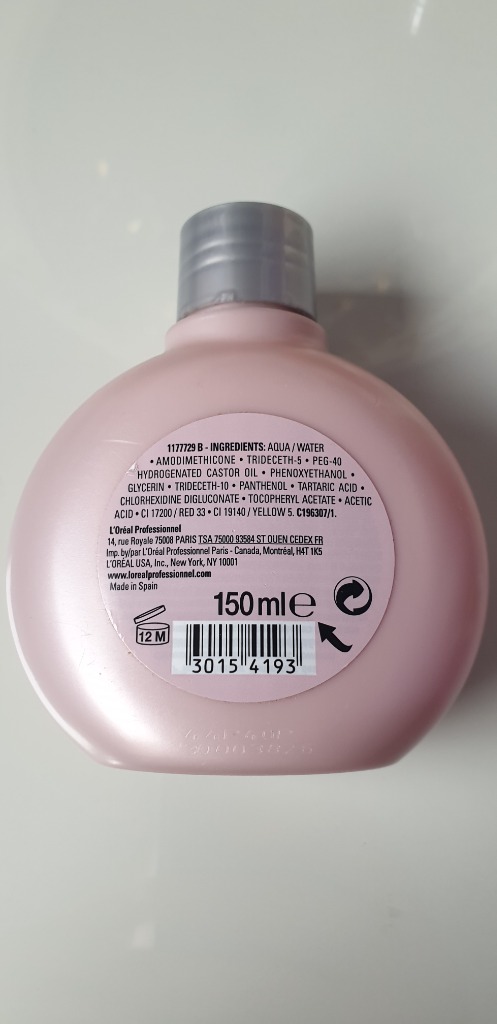 1177729 B - INGREDIENTS: AQUA / WATER
• AMODIMETHICONE • TRIDECETH-5 • PEG-40
HYDROGENATED CASTOR OIL • PHENOXYETHANOL •
GLYCERIN • TRIDECETH-10 • PANTHENOL • TARTARIC ACID •
CHLORHEXIDINE DIGLUCONATE • TOCOPHERYL ACETATE • ACETIC
ACID • CI 17200 / RED 33 • CI 19140 / YELLOW 5. C196307/1.
L'Oréal Professionnel
14, rue Royale 75008 PARIS TSA 75000 93584 ST OUEN CEDEX FR
Imp. by/par L'Oréal Professionnel Paris - Canada, Montréal, H4T 1K5
L'ORÉAL USA, Inc., New York, NY 10001
www.lorealprofessionnel.com
Made in Spain
150 ml e
12 M
3015 4193